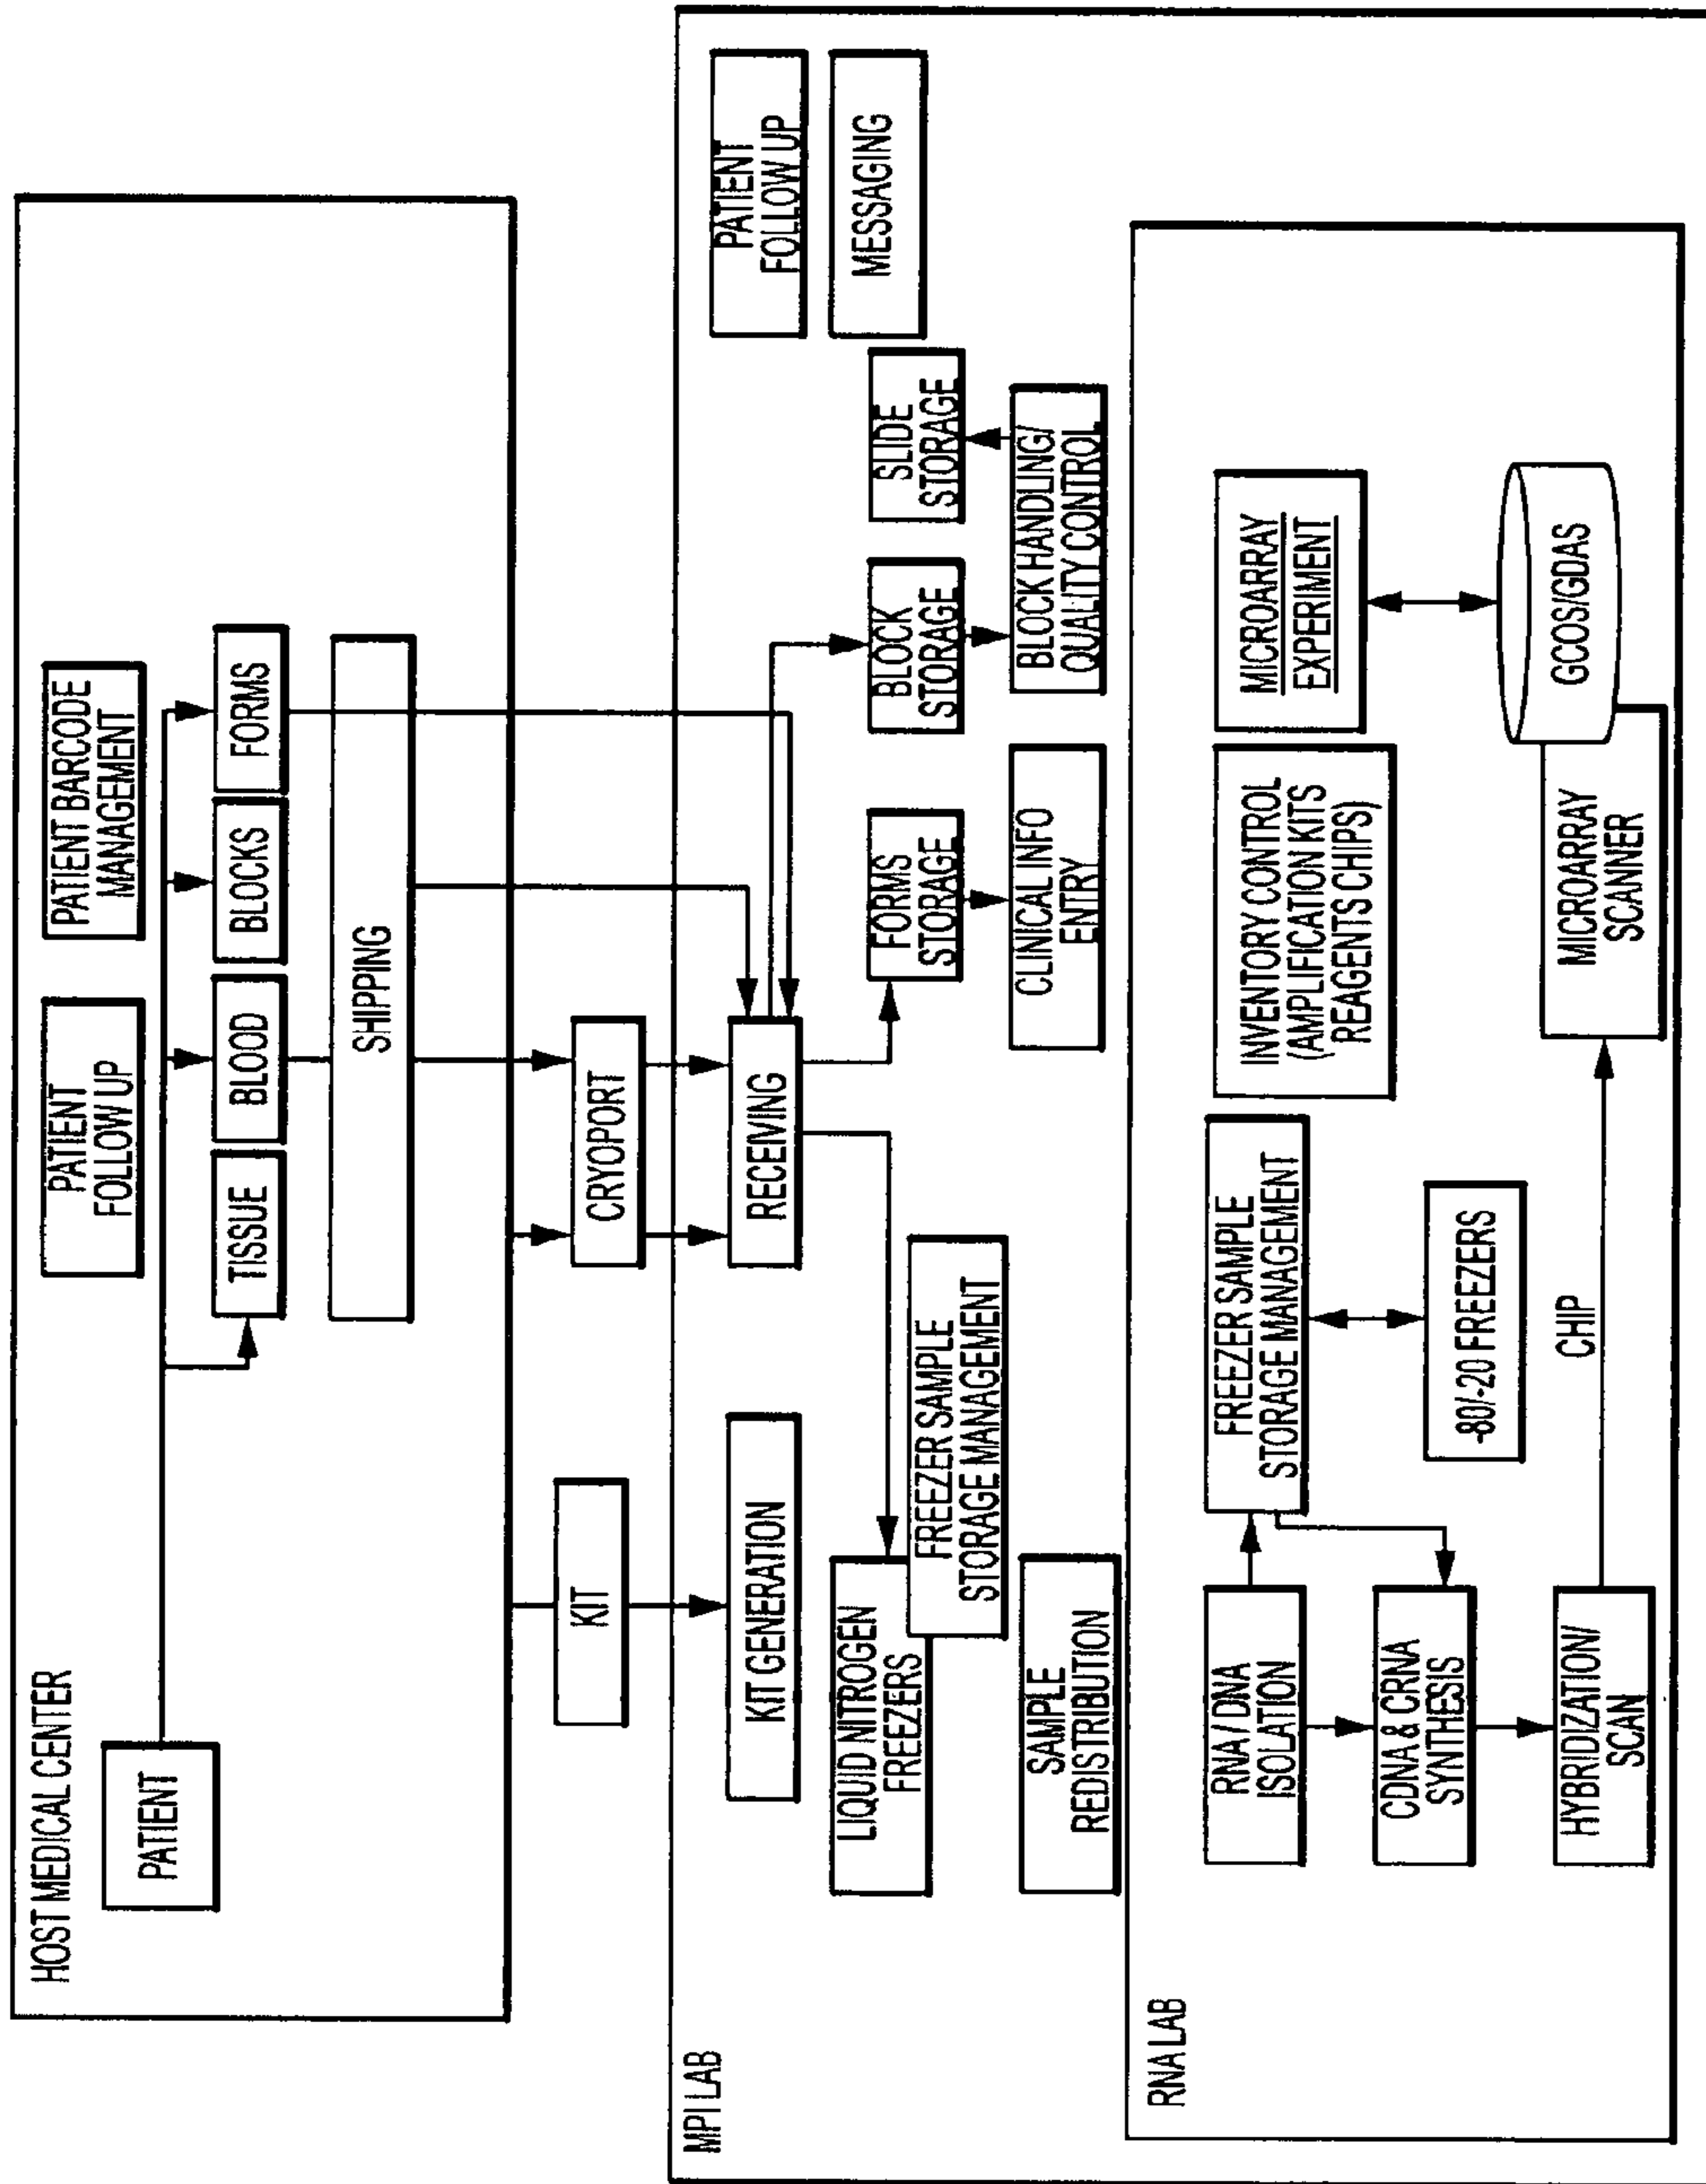 HOST MEDICAL CENTER
PATIENT
PATIENT
FOLLOW UP
PATIENT BARCODE
MANAGEMENT
TISSUE
BLOOD
BLOCKS
FORMS
SHIPPING
KIT
CRYOPORT
MPI LAB
KIT GENERATION
RECEIVING
PATIENT
FOLLOW UP
MESSAGING
LIQUID NITROGEN
FREEZERS
FREEZER SAMPLE
STORAGE MANAGEMENT
FORMS
STORAGE
BLOCK
STORAGE
SLIDE
STORAGE
SAMPLE
REDISTRIBUTION
CLINICAL INFO
ENTRY
BLOCK HANDLING/
QUALITY CONTROL
RNA LAB
RNA / DNA
ISOLATION
FREEZER SAMPLE
STORAGE MANAGEMENT
INVENTORY CONTROL
(AMPLIFICATION KITS
REAGENTS CHIPS)
MICROARRAY
EXPERIMENT
CDNA & CRNA
SYNTHESIS
-80/-20 FREEZERS
HYBRIDIZATION/
SCAN
CHIP
MICROARRAY
SCANNER
GCOS/GDAS